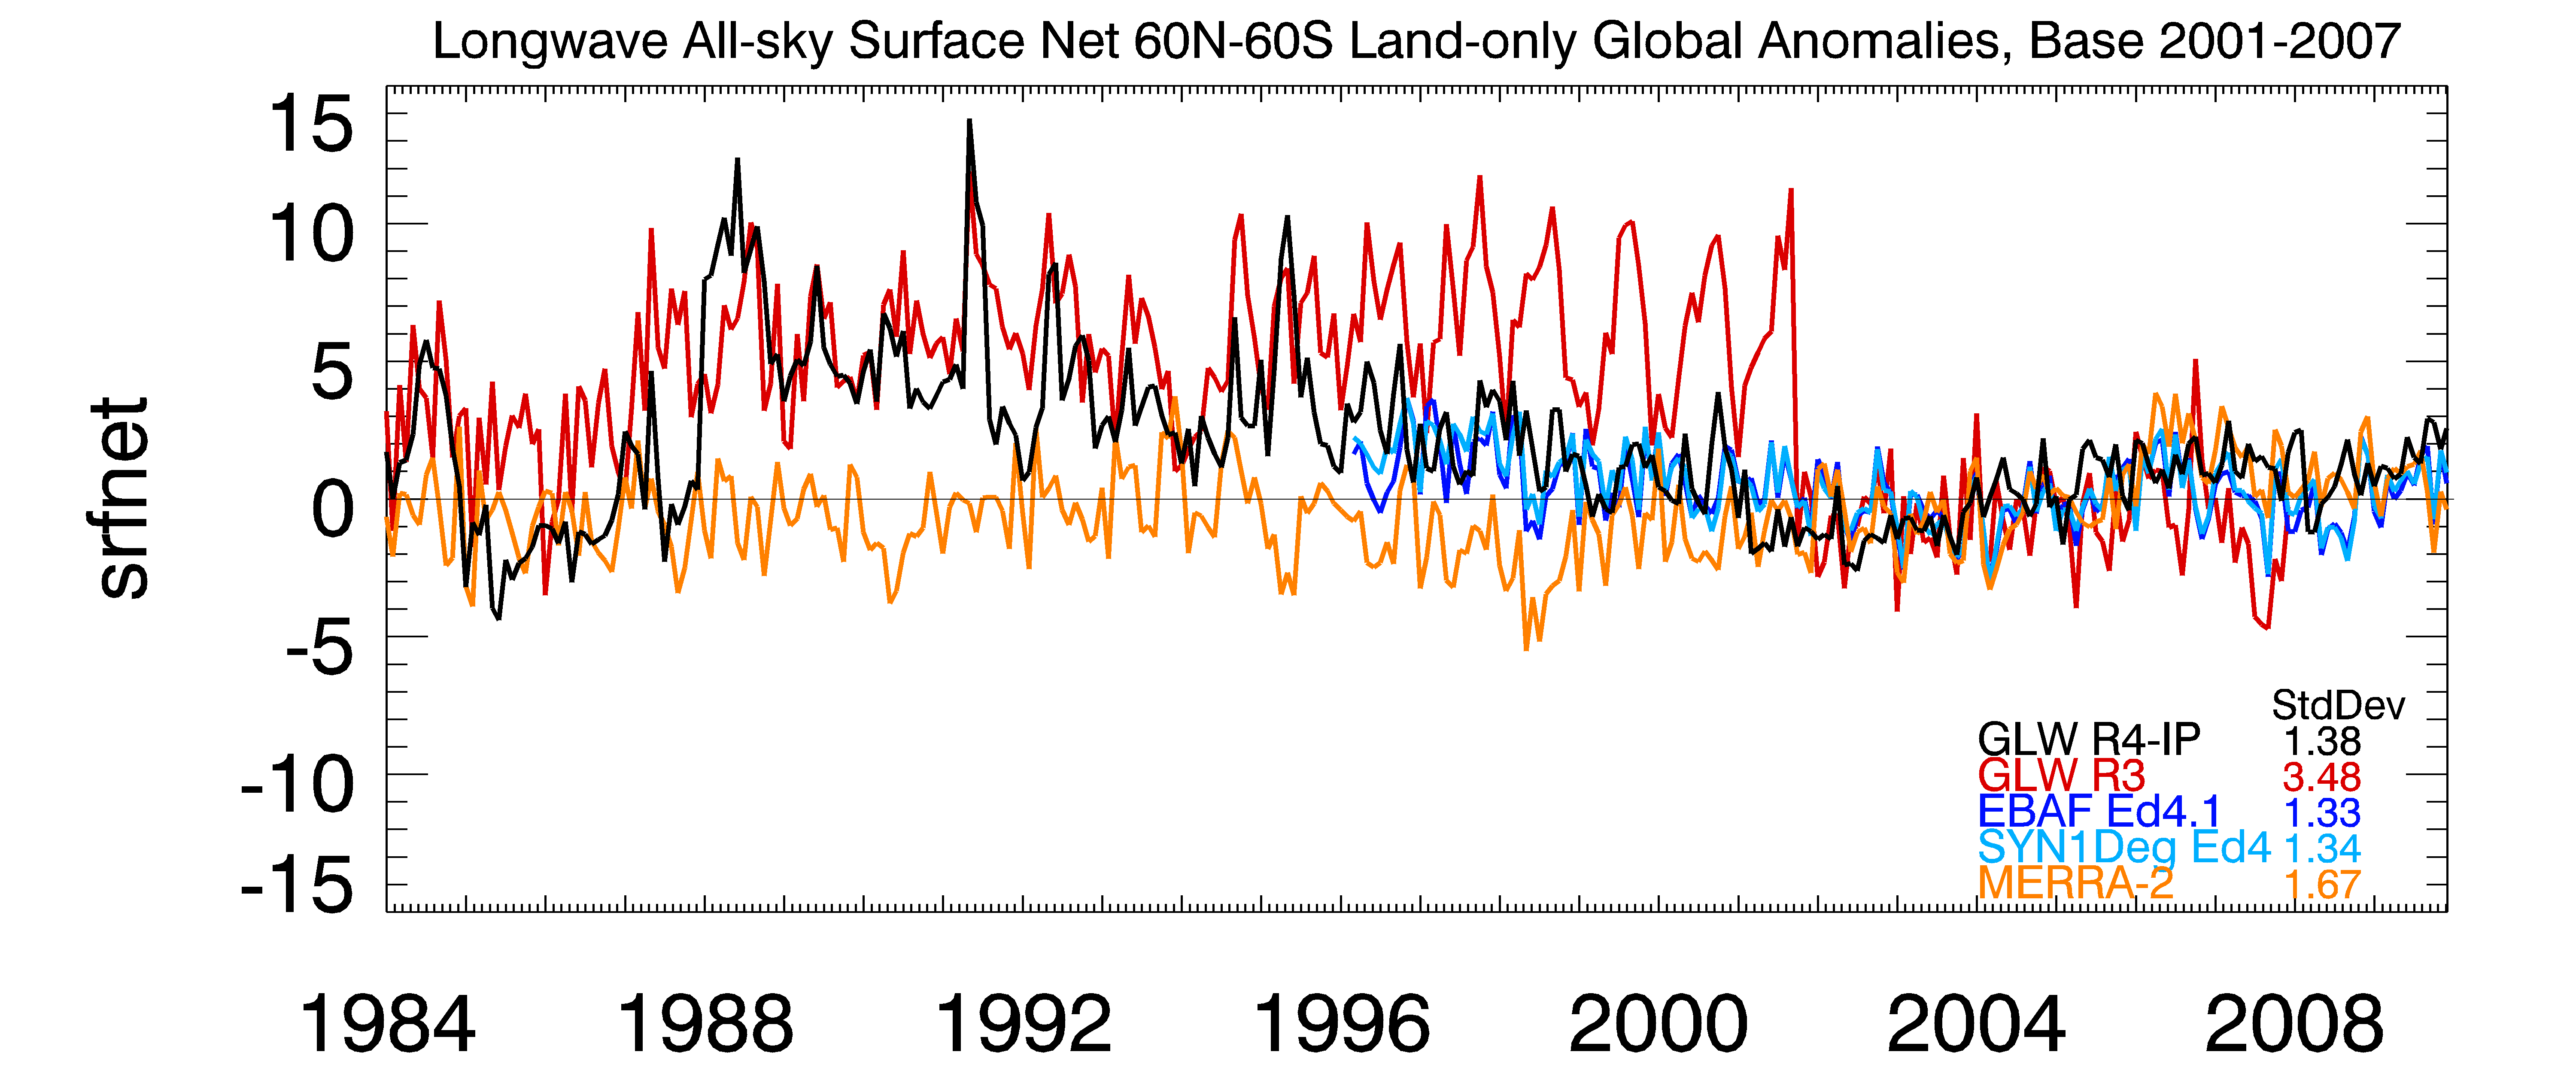 Longwave All-sky Surface Net 60N-60S Land-only Global Anomalies, Base 2001-2007
15
10
5
0
-5
-10
-15
srfnet
StdDev
GLW R4-IP 1.38
GLW R3 3.48
EBAF Ed4.1 1.33
SYN1Deg Ed4 1.34
MERRA-2 1.67
1984 1988 1992 1996 2000 2004 2008